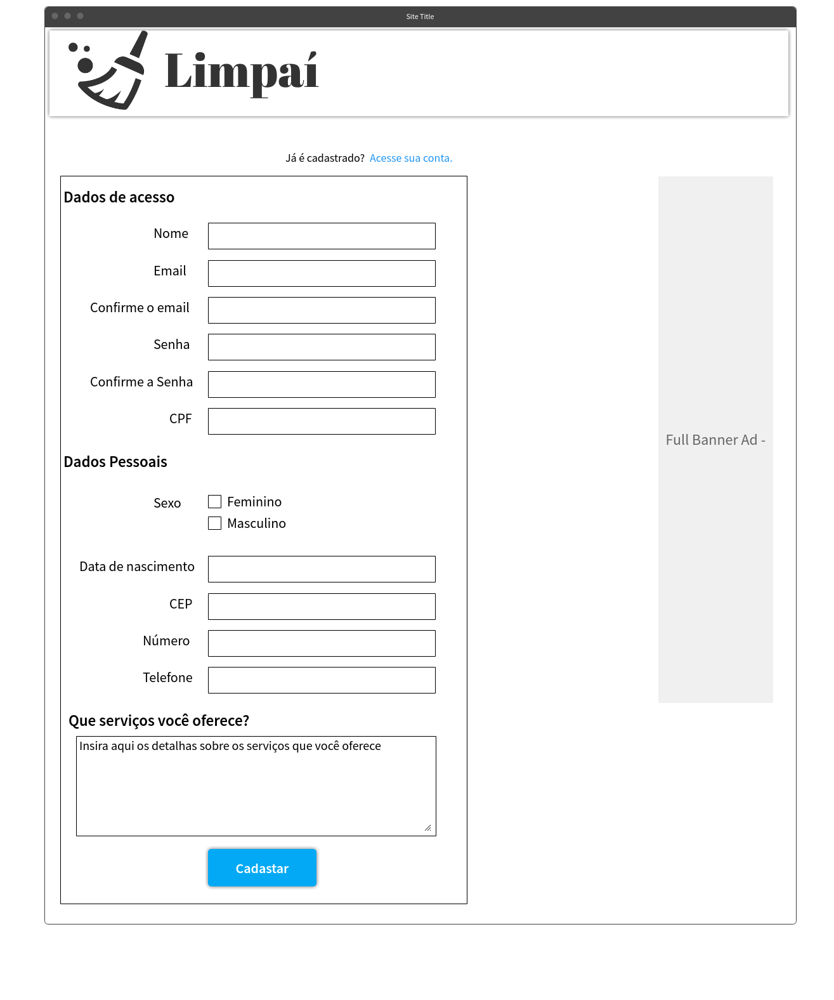 Site Title
Limpaí
Já é cadastrado? Acesse sua conta.
Dados de acesso
Nome
Email
Confirme o email
Senha
Confirme a Senha
CPF
Dados Pessoais
Sexo
Feminino
Masculino
Data de nascimento
CEP
Número
Telefone
Que serviços você oferece?
Insira aqui os detalhas sobre os serviços que você oferece
Cadastar
Full Banner Ad -